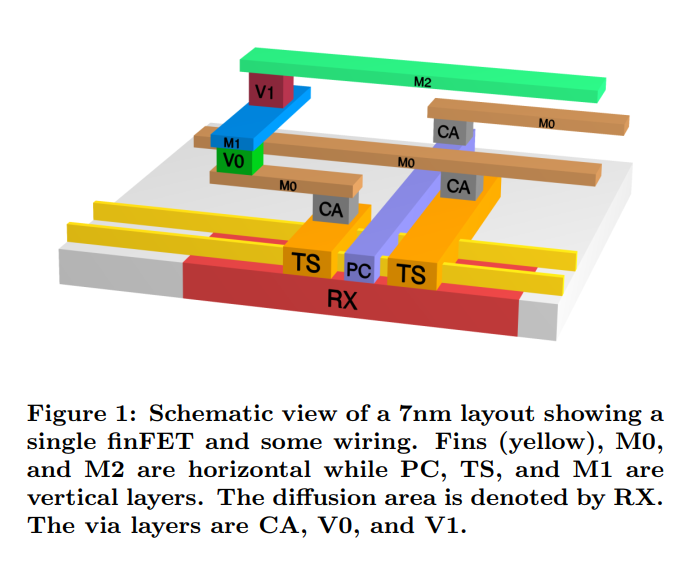 M2
V1
CA
M0
M1
M0
V0
CA
M0
CA
TS
PC
TS
RX
Figure 1: Schematic view of a 7nm layout showing a
single finFET and some wiring. Fins (yellow), M0,
and M2 are horizontal while PC, TS, and M1 are
vertical layers. The diffusion area is denoted by RX.
The via layers are CA, V0, and V1.